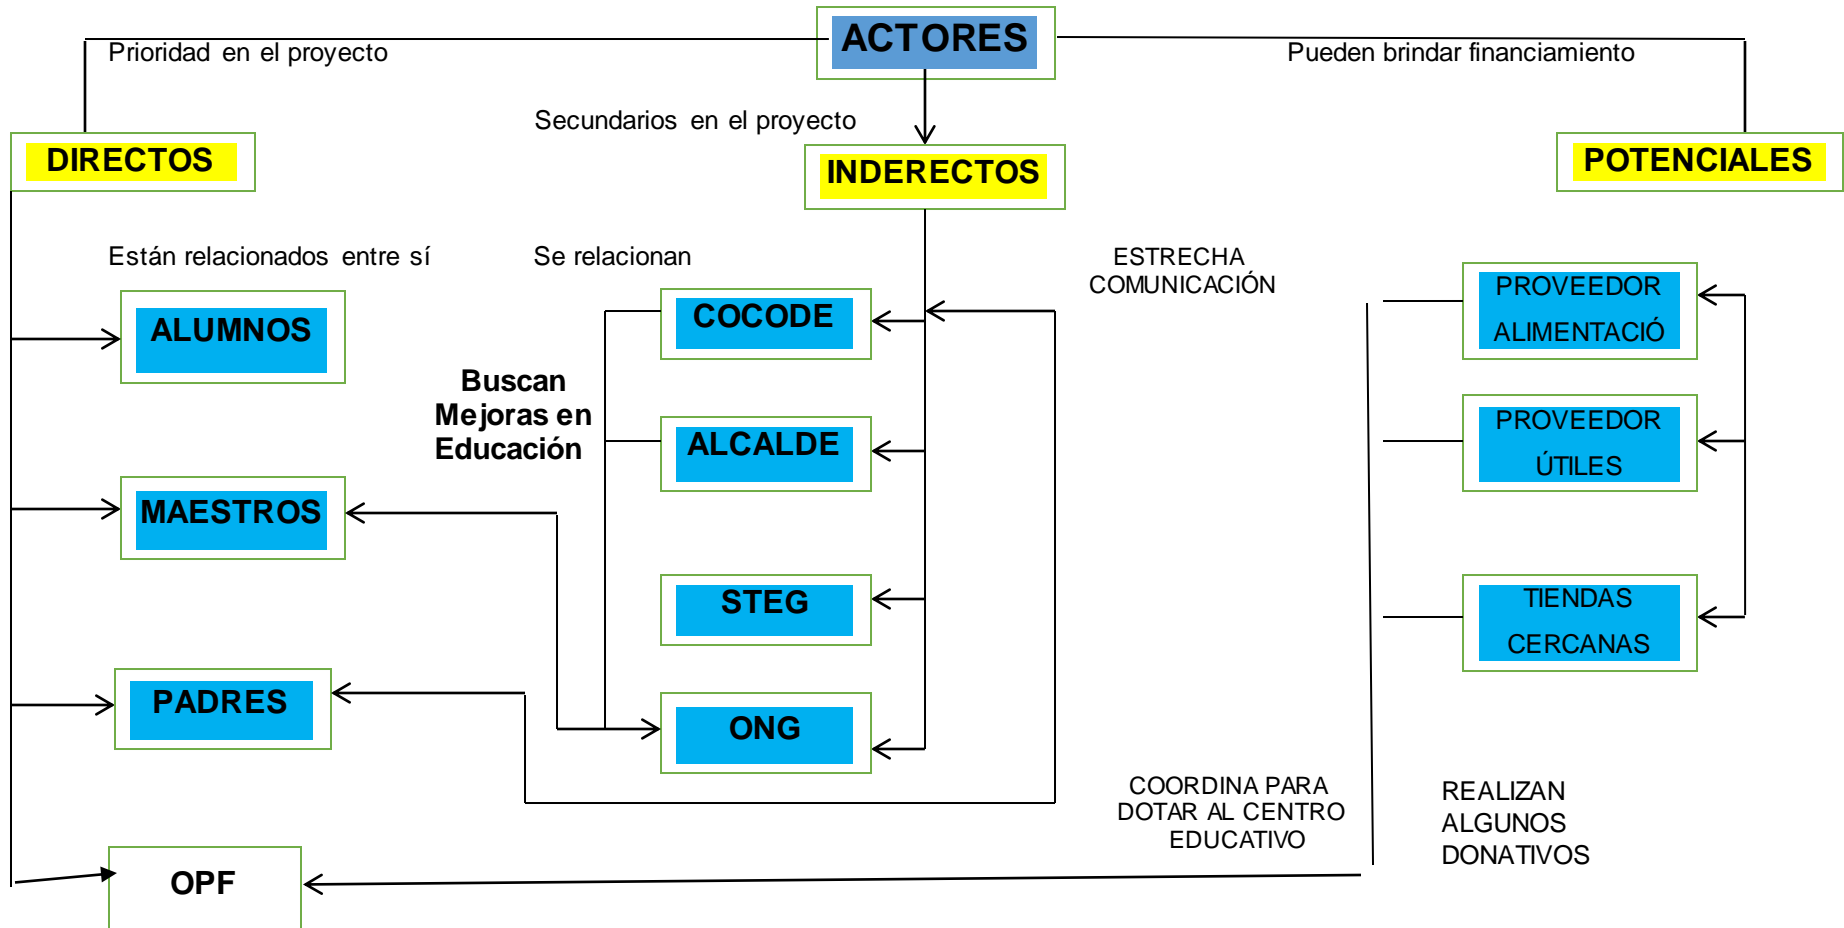 ACTORES
Prioridad en el proyecto
Pueden brindar financiamiento
Secundarios en el proyecto
DIRECTOS
INDERECTOS
POTENCIALES
Están relacionados entre sí
Se relacionan
ESTRECHA
COMUNICACIÓN
ALUMNOS
COCODE
PROVEEDOR
ALIMENTACIÓ
Buscan
Mejoras en
Educación
ALCALDE
PROVEEDOR
ÚTILES
MAESTROS
STEG
TIENDAS
CERCANAS
PADRES
ONG
COORDINA PARA
DOTAR AL CENTRO
EDUCATIVO
REALIZAN
ALGUNOS
DONATIVOS
OPF